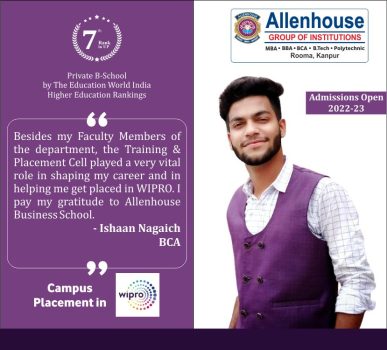 7th
Rank
in UP
Private B-School
by The Education World India
Higher Education Rankings
Besides my Faculty Members of
the department, the Training &
Placement Cell played a very vital
role in shaping my career and in
helping me get placed in WIPRO. I
pay my gratitude to Allenhouse
Business School.
- Ishaan Nagaich
BCA
Campus
Placement in
wipro
Allenhouse
GROUP OF INSTITUTIONS
MBA • BBA • BCA • B.Tech • Polytechnic
Rooma, Kanpur
Admissions Open
2022-23